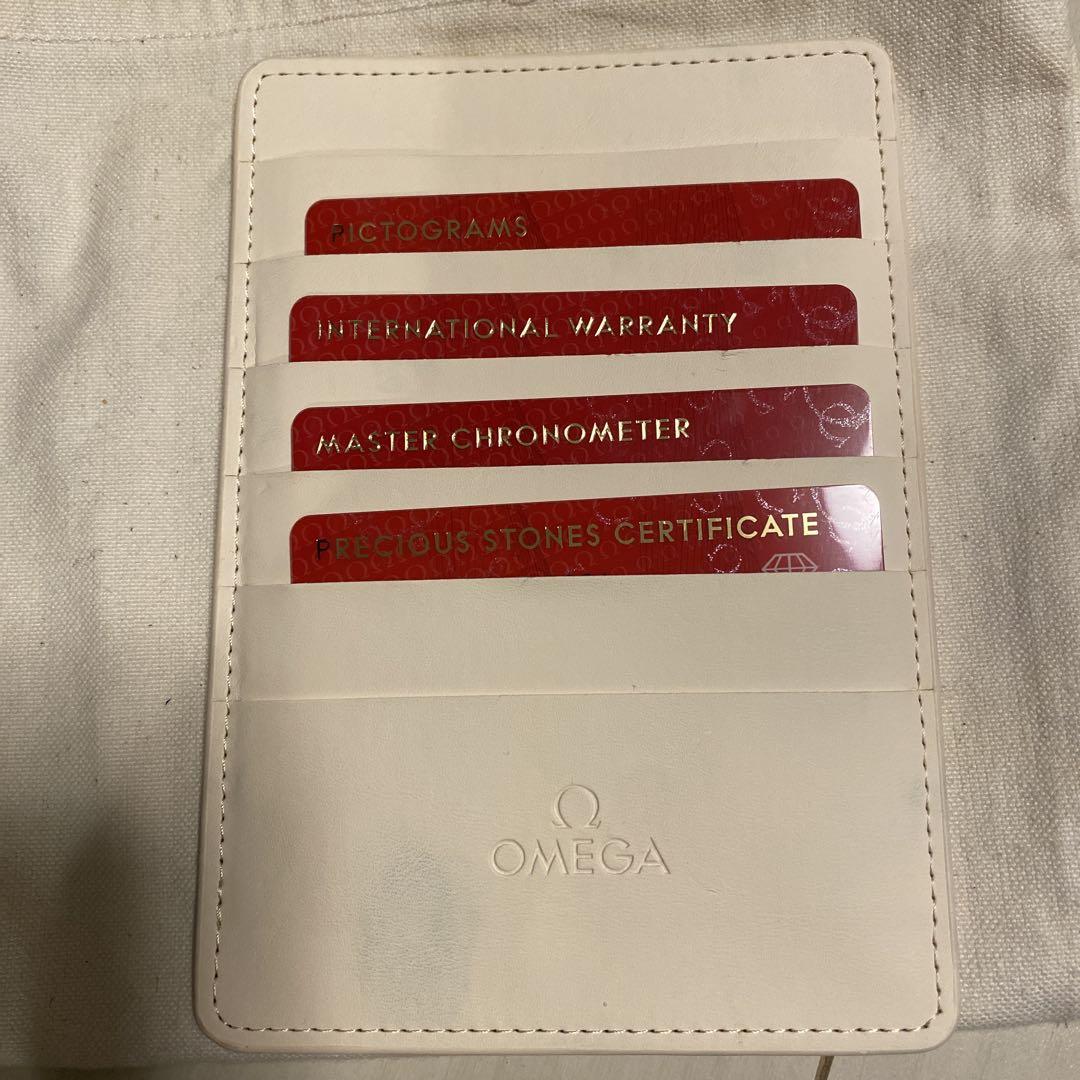 PICTOGRAMS
INTERNATIONAL WARRANTY
MASTER CHRONOMETER
PRECIOUS STONES CERTIFICATE
Ω
OMEGA